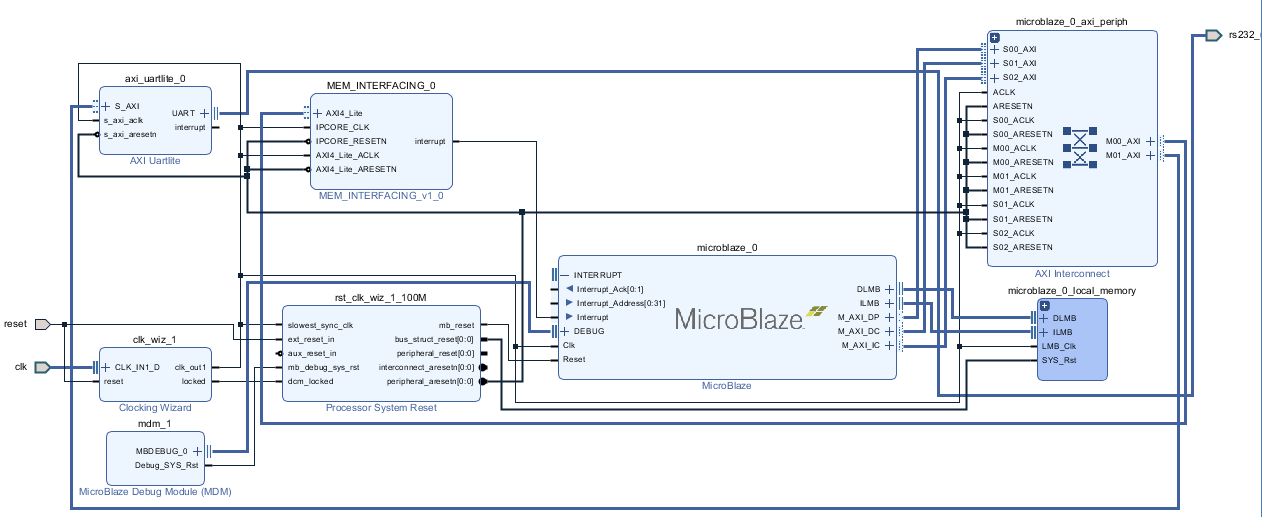 microblaze_0_axi_periph
S00_AXI
S01_AXI
S02_AXI
ACLK
ARESETN
S00_ACLK
S00_ARESETN
M00_ACLK
M00_ARESETN
M01_ACLK
M01_ARESETN
S01_ACLK
S01_ARESETN
S02_ACLK
S02_ARESETN
M00_AXI
M01_AXI
AXI Interconnect
rs232_
axi_uartlite_0
S_AXI
s_axi_aclk
s_axi_aresetn
UART
interrupt
AXI Uartlite
MEM_INTERFACING_0
AXI4_Lite
IPCORE_CLK
IPCORE_RESETN
AXI4_Lite_ACLK
AXI4_Lite_ARESETN
interrupt
MEM_INTERFACING_v1_0
microblaze_0
INTERRUPT
Interrupt_Ack[0:1]
Interrupt_Address[0:31]
Interrupt
DEBUG
Clk
Reset
MicroBlaze
DLMB
ILMB
M_AXI_DP
M_AXI_DC
M_AXI_IC
MicroBlaze
microblaze_0_local_memory
DLMB
ILMB
LMB_Clk
SYS_Rst
rst_clk_wiz_1_100M
slowest_sync_clk
ext_reset_in
aux_reset_in
mb_debug_sys_rst
dcm_locked
mb_reset
bus_struct_reset[0:0]
peripheral_reset[0:0]
interconnect_aresetn[0:0]
peripheral_aresetn[0:0]
Processor System Reset
reset
clk
clk_wiz_1
CLK_IN1_D
reset
clk_out1
locked
Clocking Wizard
mdm_1
MBDEBUG_0
Debug_SYS_Rst
MicroBlaze Debug Module (MDM)